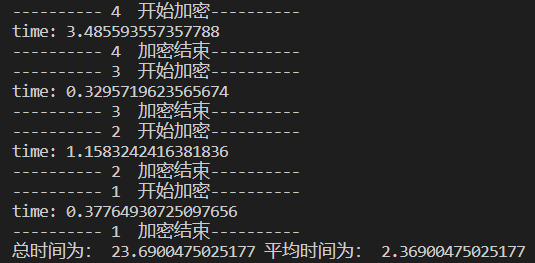 ---------- 4  开始加密----------
time: 3.485593557357788
---------- 4  加密结束----------
---------- 3  开始加密----------
time: 0.3295719623565674
---------- 3  加密结束----------
---------- 2  开始加密----------
time: 1.1583242416381836
---------- 2  加密结束----------
---------- 1  开始加密----------
time: 0.37764930725097656
---------- 1  加密结束----------
总时间为： 23.6900475025177 平均时间为： 2.36900475025177